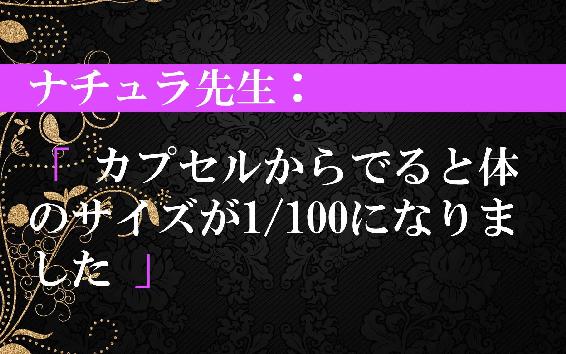 ナチュラ先生：
「 カプセルからでると体
のサイズが1/100になりま
した 」